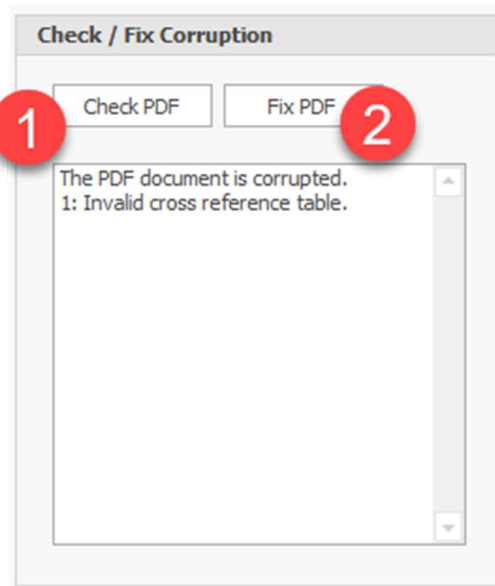 Check / Fix Corruption
1
Check PDF
Fix PDF
2
The PDF document is corrupted.
1: Invalid cross reference table.